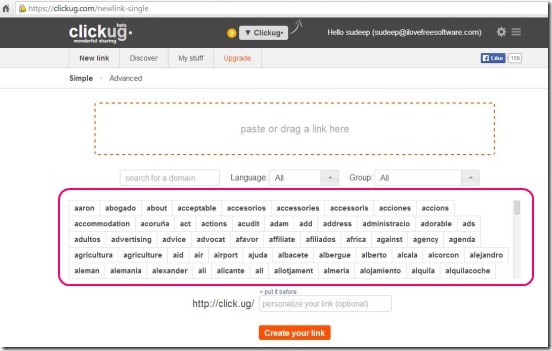 https://clickug.com/newlink-single
clickug•
beta
wonderful sharing
? ▼ Clickug•
Hello sudeep (sudeep@ilovefreesoftware.com)
New link Discover My stuff Upgrade
Like 159
Simple • Advanced
paste or drag a link here
search for a domain Language: All Group: All
aaron abogado about acceptable accesorios accessories accessoris acciones accions
accommodation acoruña act actions acudit adam add address administracio adorable ads
adultos advertising advice advocat afavor affiliate afiliados africa against agency agenda
agricultura agriculture aid air airport ajuda albacete albergue alberto alcala alcorcon alejandro
aleman alemania alexander ali alicante all allotjament almeria alojamiento alquila alquilacoche
< put it before
http://click.ug/ personalize your link (optional)
Create your link